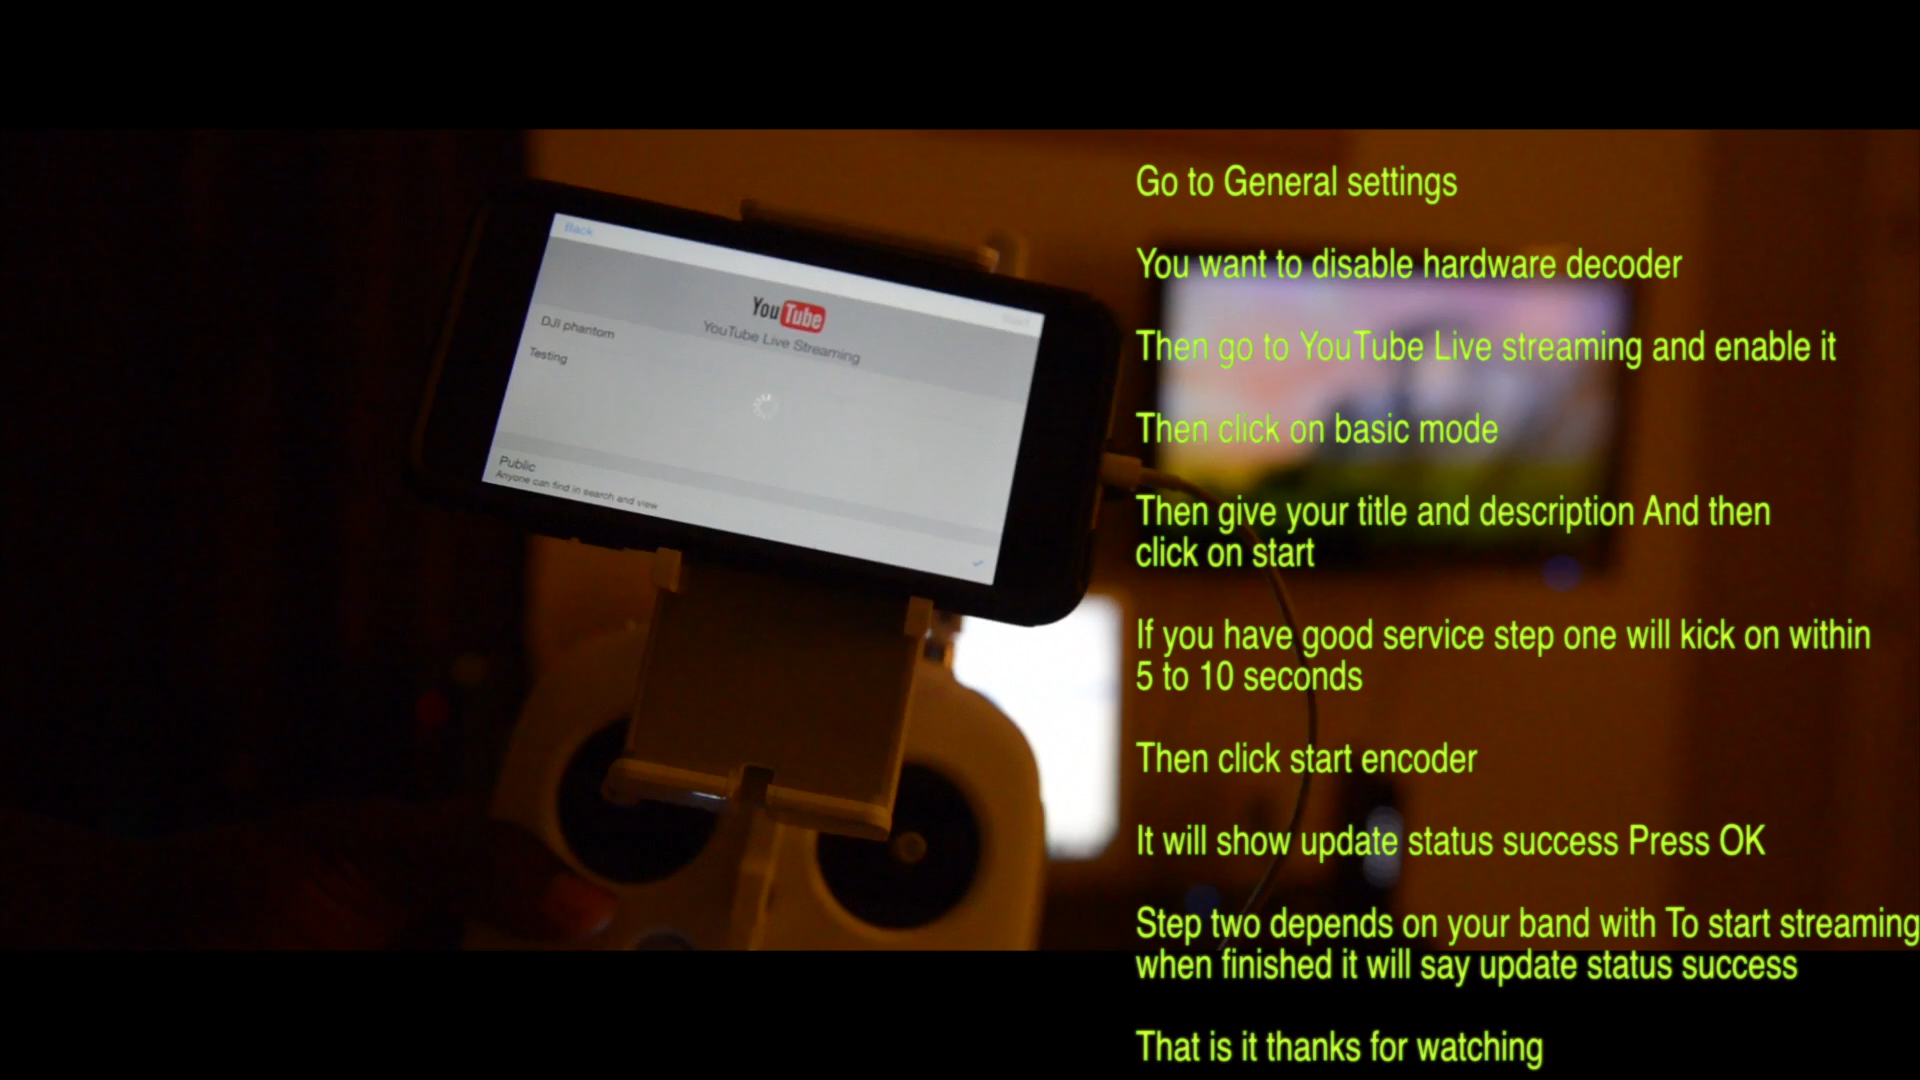 Back
YouTube
YouTube Live Streaming
DJI phantom
Testing
Public
Anyone can find in search and view
Go to General settings
You want to disable hardware decoder
Then go to YouTube Live streaming and enable it
Then click on basic mode
Then give your title and description And then
click on start
If you have good service step one will kick on within
5 to 10 seconds
Then click start encoder
It will show update status success Press OK
Step two depends on your band with To start streaming
when finished it will say update status success
That is it thanks for watching